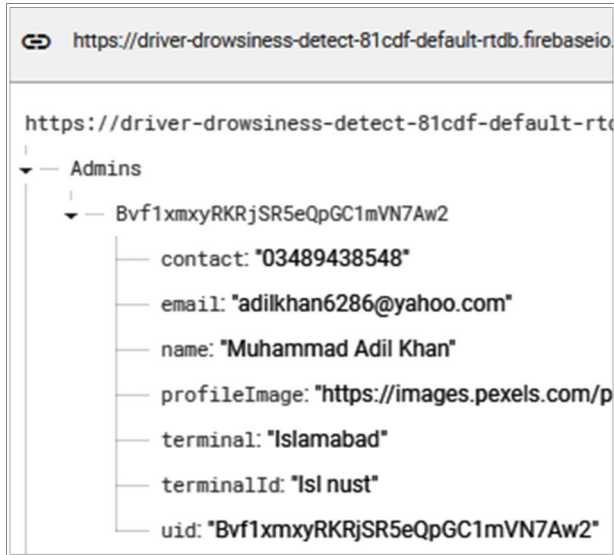 https://driver-drowsiness-detect-81cdf-default-rtdb.firebaseio.
https://driver-drowsiness-detect-81cdf-default-rtd
Admins
Bvf1xmxyRKRjSR5eQpGC1mVN7Aw2
contact: "03489438548"
email: "adilkhan6286@yahoo.com"
name: "Muhammad Adil Khan"
profileImage: "https://images.pexels.com/p
terminal: "Islamabad"
terminalId: "Isl nust"
uid: "Bvf1xmxyRKRjSR5eQpGC1mVN7Aw2"